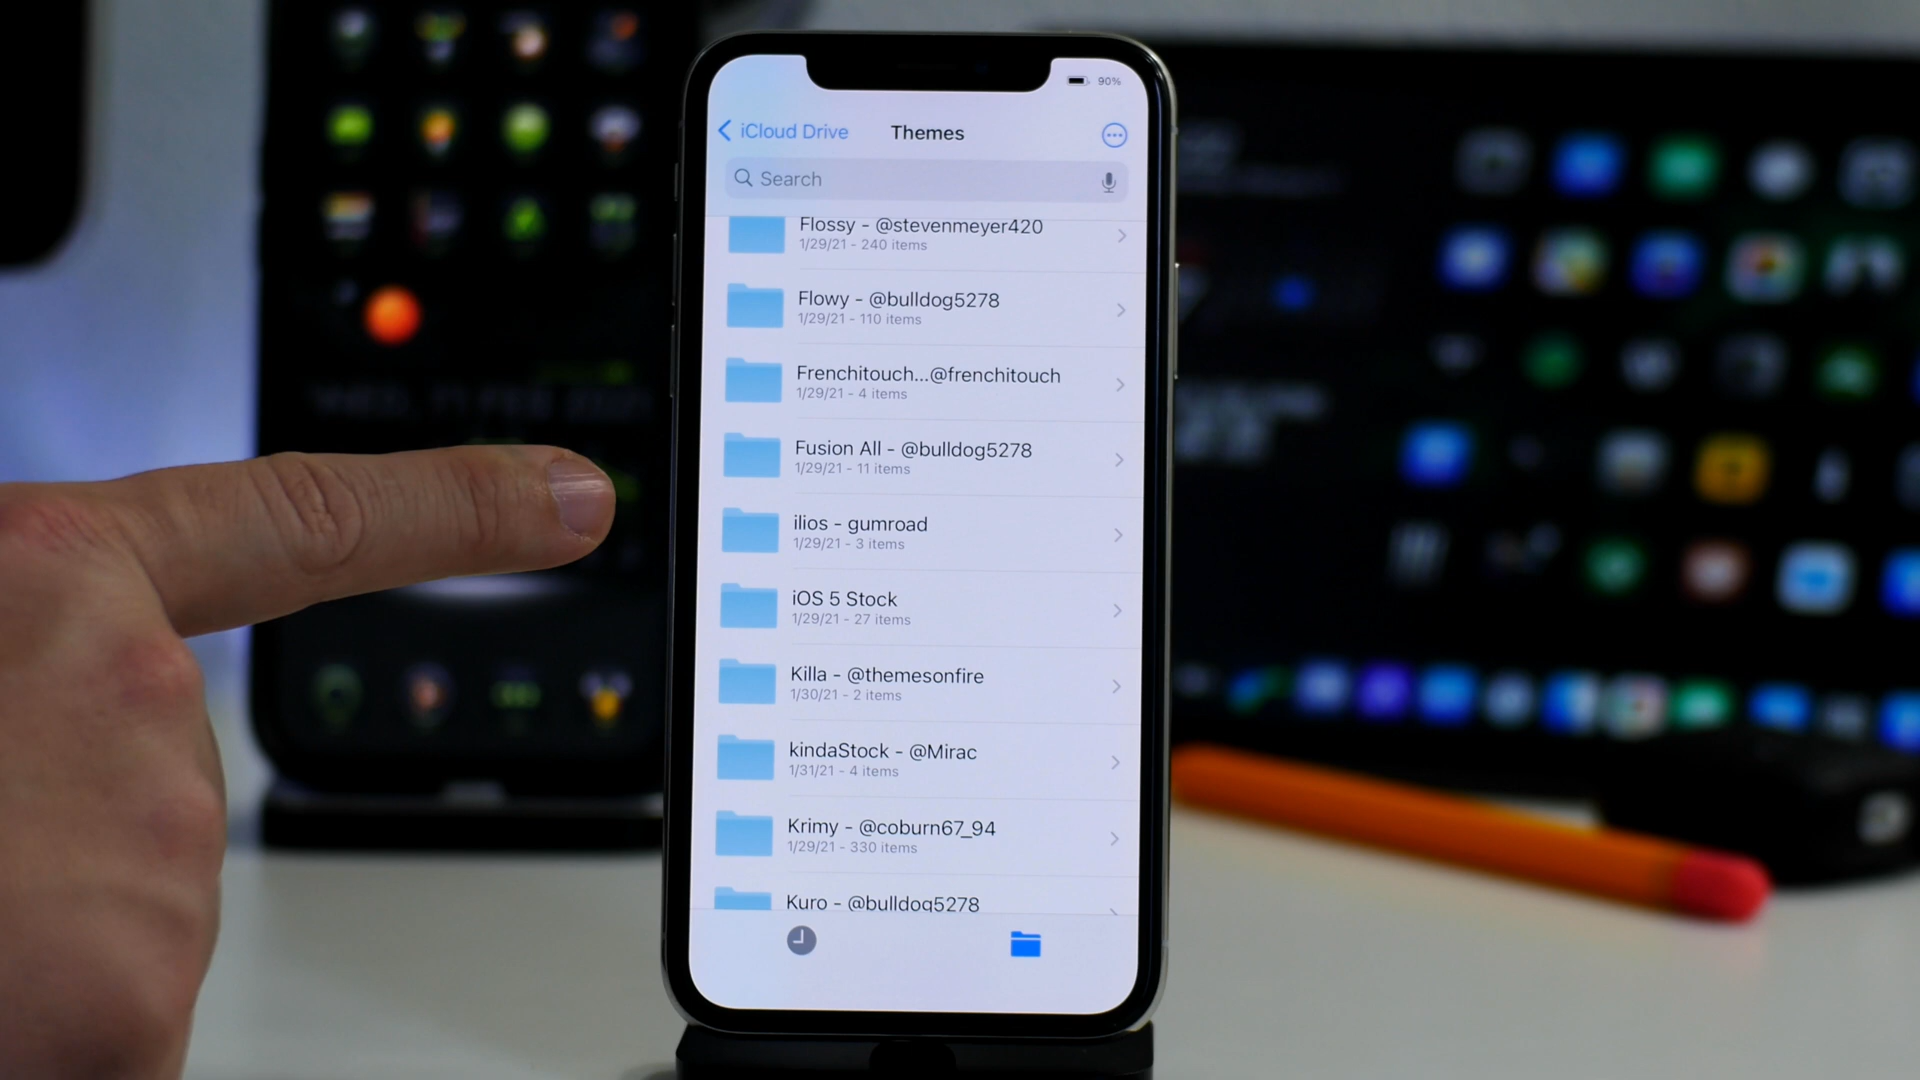 90%
iCloud Drive Themes
Search
Flossy - @stevenmeyer420
1/29/21 - 240 items
Flowy - @bulldog5278
1/29/21 - 110 items
Frenchitouch...@frenchitouch
1/29/21 - 4 items
Fusion All - @bulldog5278
1/29/21 - 11 items
ilios - gumroad
1/29/21 - 3 items
iOS 5 Stock
1/29/21 - 27 items
Killa - @themesonfire
1/30/21 - 2 items
kindaStock - @Mirac
1/31/21 - 4 items
Krimy - @coburn67_94
1/29/21 - 330 items
Kuro - @bulldog5278